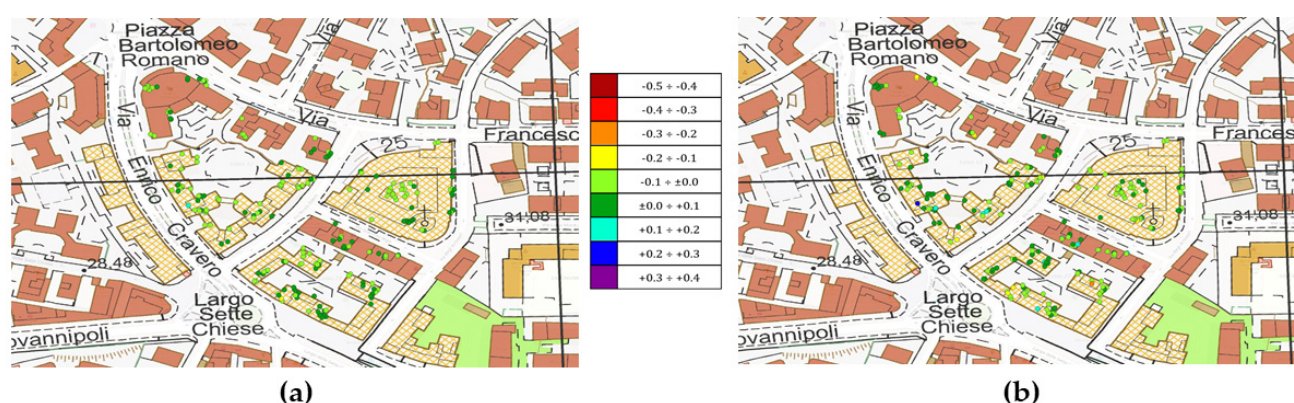 Piazza
Bartolomeo
Romano
Via
Via
Via
25
Francesc
Enrico
Cravero
31,08
28.48
Largo
Sette
Chiese
ovannipoli
(a)
-0.5 ÷ -0.4
-0.4 ÷ -0.3
-0.3 ÷ -0.2
-0.2 ÷ -0.1
-0.1 ÷ ±0.0
±0.0 ÷ +0.1
+0.1 ÷ +0.2
+0.2 ÷ +0.3
+0.3 ÷ +0.4
Piazza
Bartolomeo
Romano
Via
Via
Via
25
Francesc
Enrico
Cravero
31,08
28.48
Largo
Sette
Chiese
ovannipoli
(b)